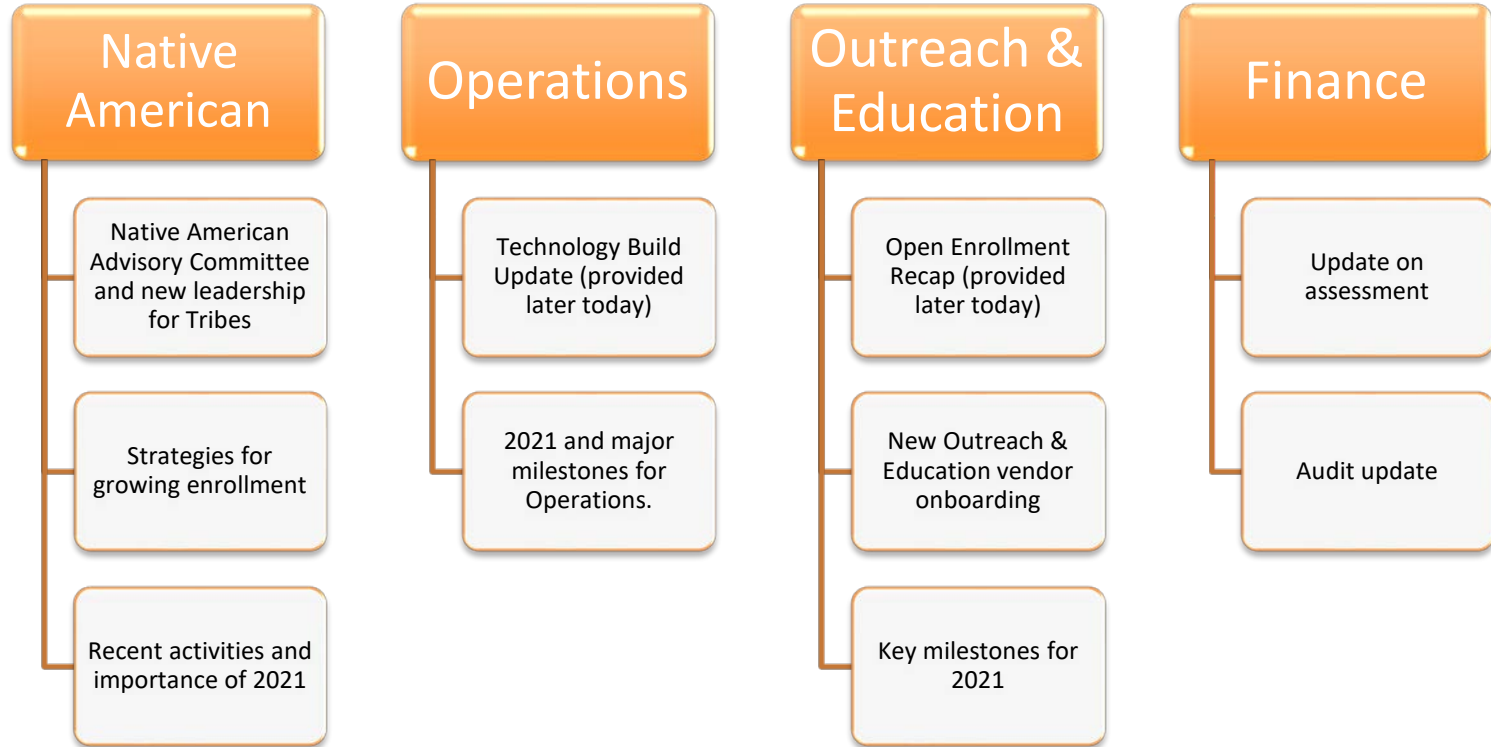 Native
American
Native American
Advisory Committee
and new leadership
for Tribes
Strategies for
growing enrollment
Recent activities and
importance of 2021
Operations
Technology Build
Update (provided
later today)
2021 and major
milestones for
Operations.
Outreach &
Education
Open Enrollment
Recap (provided
later today)
New Outreach &
Education vendor
onboarding
Key milestones for
2021
Finance
Update on
assessment
Audit update